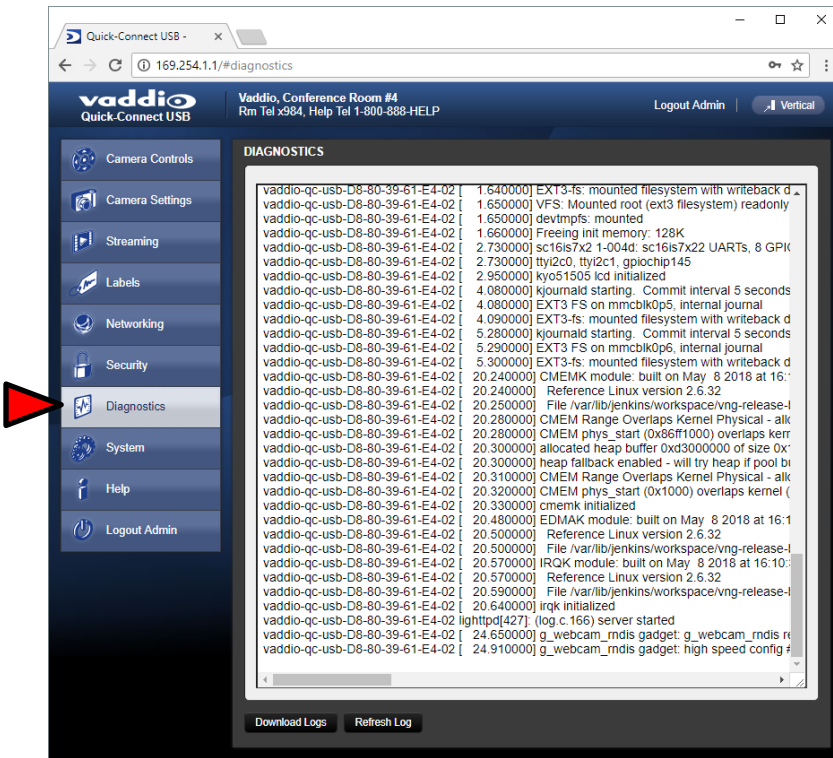 Quick-Connect USB -
169.254.1.1/#diagnostics
vaddio
Quick-Connect USB
Vaddio, Conference Room #4
Rm Tel x984, Help Tel 1-800-888-HELP
Logout Admin
Vertical
Camera Controls
Camera Settings
Streaming
Labels
Networking
Security
Diagnostics
System
Help
Logout Admin
DIAGNOSTICS
vaddio-qc-usb-D8-80-39-61-E4-02 [ 1.640000] EXT3-fs: mounted filesystem with writeback d
vaddio-qc-usb-D8-80-39-61-E4-02 [ 1.650000] VFS: Mounted root (ext3 filesystem) readonly
vaddio-qc-usb-D8-80-39-61-E4-02 [ 1.650000] devtmpfs: mounted
vaddio-qc-usb-D8-80-39-61-E4-02 [ 1.660000] Freeing init memory: 128K
vaddio-qc-usb-D8-80-39-61-E4-02 [ 2.730000] sc16is7x2 1-004d: sc16is7x22 UARTs, 8 GPI
vaddio-qc-usb-D8-80-39-61-E4-02 [ 2.730000] ttyi2c0, ttyi2c1, gpiochip145
vaddio-qc-usb-D8-80-39-61-E4-02 [ 2.950000] kyo51505 lcd initialized
vaddio-qc-usb-D8-80-39-61-E4-02 [ 4.080000] kjournald starting. Commit interval 5 seconds
vaddio-qc-usb-D8-80-39-61-E4-02 [ 4.080000] EXT3 FS on mmcblk0p5, internal journal
vaddio-qc-usb-D8-80-39-61-E4-02 [ 4.090000] EXT3-fs: mounted filesystem with writeback d
vaddio-qc-usb-D8-80-39-61-E4-02 [ 5.280000] kjournald starting. Commit interval 5 seconds
vaddio-qc-usb-D8-80-39-61-E4-02 [ 5.290000] EXT3 FS on mmcblk0p6, internal journal
vaddio-qc-usb-D8-80-39-61-E4-02 [ 5.300000] EXT3-fs: mounted filesystem with writeback d
vaddio-qc-usb-D8-80-39-61-E4-02 [ 20.240000] CMEMK module: built on May 8 2018 at 16:
vaddio-qc-usb-D8-80-39-61-E4-02 [ 20.240000] Reference Linux version 2.6.32
vaddio-qc-usb-D8-80-39-61-E4-02 [ 20.250000] File /var/lib/jenkins/workspace/vng-release-
vaddio-qc-usb-D8-80-39-61-E4-02 [ 20.280000] CMEM Range Overlaps Kernel Physical - allo
vaddio-qc-usb-D8-80-39-61-E4-02 [ 20.280000] CMEM phys_start (0x86ff1000) overlaps kern
vaddio-qc-usb-D8-80-39-61-E4-02 [ 20.300000] allocated heap buffer 0xd3000000 of size 0x
vaddio-qc-usb-D8-80-39-61-E4-02 [ 20.300000] heap fallback enabled - will try heap if pool bu
vaddio-qc-usb-D8-80-39-61-E4-02 [ 20.310000] CMEM Range Overlaps Kernel Physical - allo
vaddio-qc-usb-D8-80-39-61-E4-02 [ 20.320000] CMEM phys_start (0x1000) overlaps kernel (
vaddio-qc-usb-D8-80-39-61-E4-02 [ 20.330000] cmemk initialized
vaddio-qc-usb-D8-80-39-61-E4-02 [ 20.480000] EDMAK module: built on May 8 2018 at 16:1
vaddio-qc-usb-D8-80-39-61-E4-02 [ 20.500000] Reference Linux version 2.6.32
vaddio-qc-usb-D8-80-39-61-E4-02 [ 20.500000] File /var/lib/jenkins/workspace/vng-release-
vaddio-qc-usb-D8-80-39-61-E4-02 [ 20.570000] IRQK module: built on May 8 2018 at 16:10:
vaddio-qc-usb-D8-80-39-61-E4-02 [ 20.570000] Reference Linux version 2.6.32
vaddio-qc-usb-D8-80-39-61-E4-02 [ 20.590000] File /var/lib/jenkins/workspace/vng-release-
vaddio-qc-usb-D8-80-39-61-E4-02 [ 20.640000] irqk initialized
vaddio-qc-usb-D8-80-39-61-E4-02 lighttpd[427]: (log.c.166) server started
vaddio-qc-usb-D8-80-39-61-E4-02 [ 24.650000] g_webcam_rndis gadget: g_webcam_rndis re
vaddio-qc-usb-D8-80-39-61-E4-02 [ 24.910000] g_webcam_rndis gadget: high speed config #
Download Logs
Refresh Log